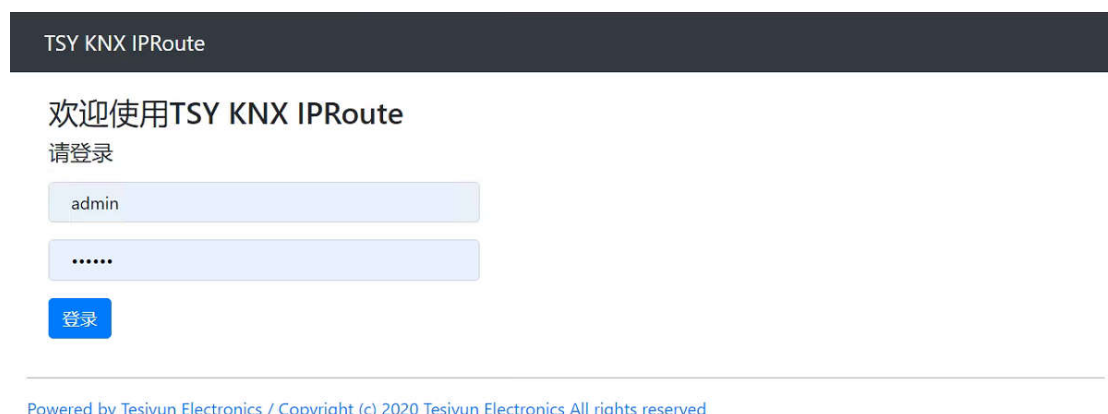 TSY KNX IPRoute
欢迎使用TSY KNX IPRoute
请登录
admin
••••••
登录
Powered by Tesiyun Electronics / Copyright (c) 2020 Tesiyun Electronics All rights reserved